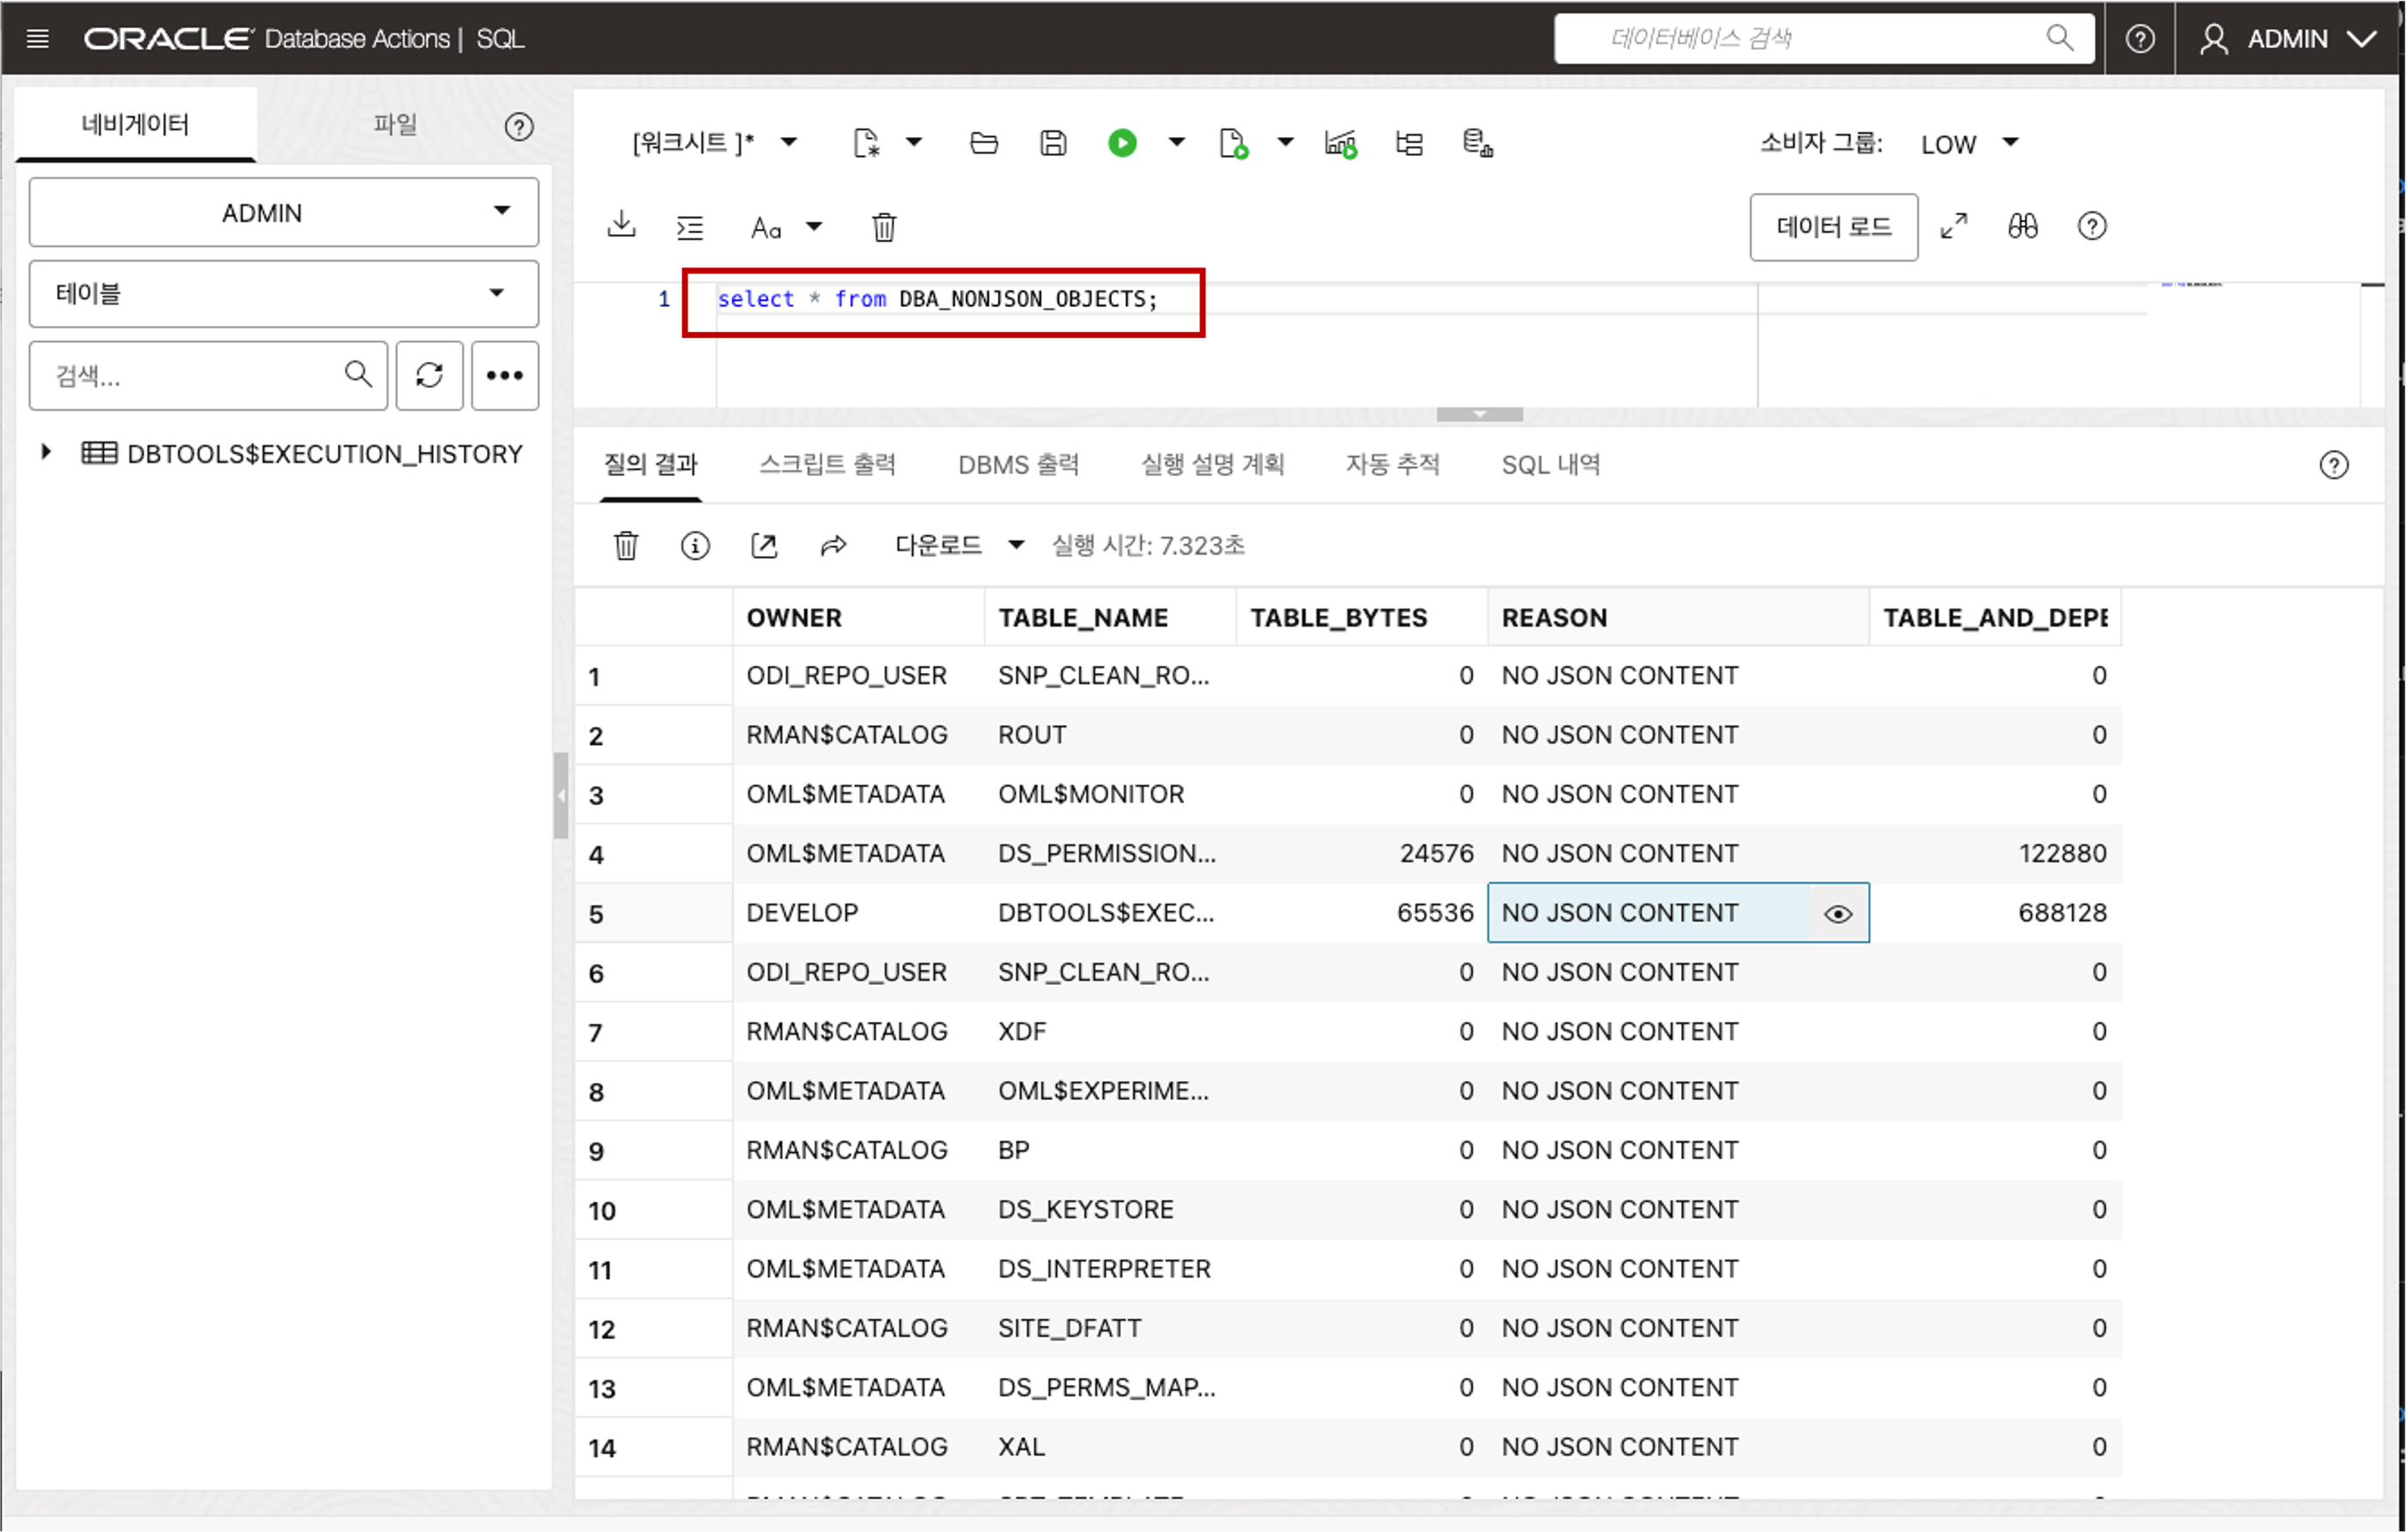 ORACLE Database Actions | SQL
데이터베이스 검색
ADMIN
네비게이터
파일
ADMIN
테이블
검색...
DBTOOLS$EXECUTION_HISTORY
[워크시트 ]*
소비자 그룹: LOW
Aa
데이터 로드
1 select * from DBA_NONJSON_OBJECTS;
질의 결과 스크립트 출력 DBMS 출력 실행 설명 계획 자동 추적 SQL 내역
다운로드 실행 시간: 7.323초
OWNER TABLE_NAME TABLE_BYTES REASON TABLE_AND_DEPE
1 ODI_REPO_USER SNP_CLEAN_RO... 0 NO JSON CONTENT 0
2 RMAN$CATALOG ROUT 0 NO JSON CONTENT 0
3 OML$METADATA OML$MONITOR 0 NO JSON CONTENT 0
4 OML$METADATA DS_PERMISSION... 24576 NO JSON CONTENT 122880
5 DEVELOP DBTOOLS$EXEC... 65536 NO JSON CONTENT 688128
6 ODI_REPO_USER SNP_CLEAN_RO... 0 NO JSON CONTENT 0
7 RMAN$CATALOG XDF 0 NO JSON CONTENT 0
8 OML$METADATA OML$EXPERIME... 0 NO JSON CONTENT 0
9 RMAN$CATALOG BP 0 NO JSON CONTENT 0
10 OML$METADATA DS_KEYSTORE 0 NO JSON CONTENT 0
11 OML$METADATA DS_INTERPRETER 0 NO JSON CONTENT 0
12 RMAN$CATALOG SITE_DFATT 0 NO JSON CONTENT 0
13 OML$METADATA DS_PERMS_MAP... 0 NO JSON CONTENT 0
14 RMAN$CATALOG XAL 0 NO JSON CONTENT 0